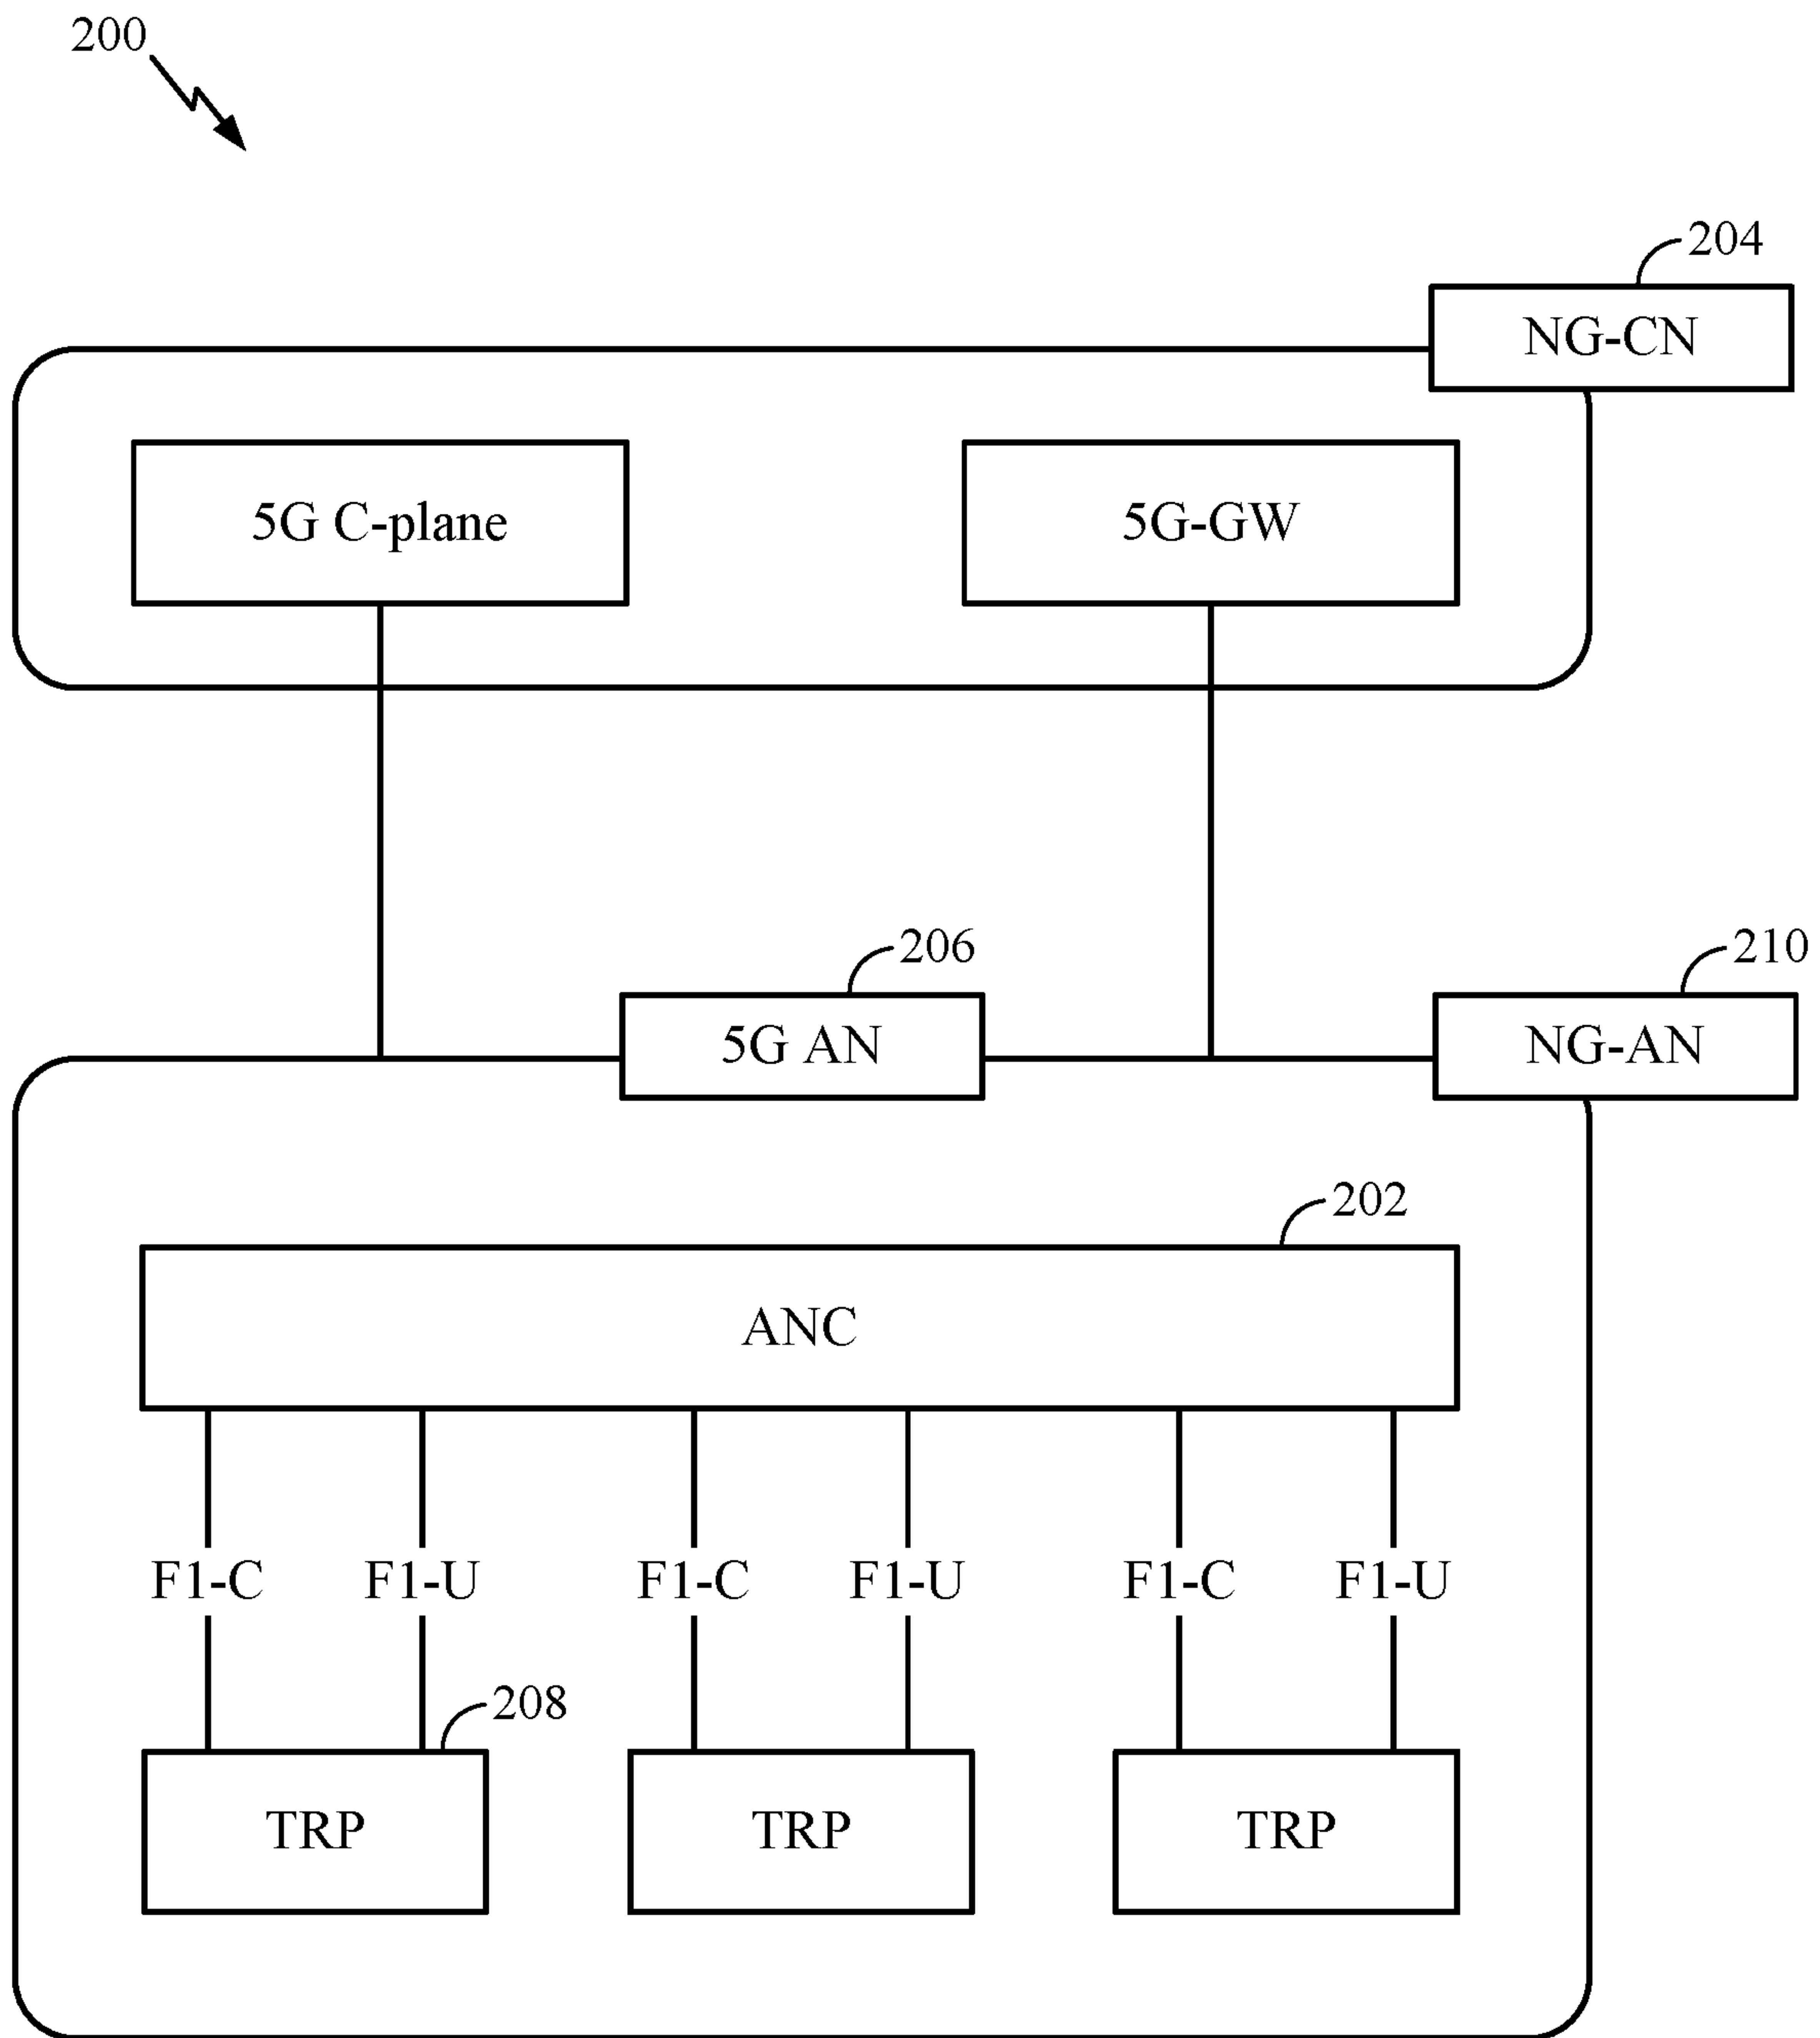 200
204
NG-CN
5G C-plane
5G-GW
206
210
5G AN
NG-AN
202
ANC
F1-C
F1-U
F1-C
F1-U
F1-C
F1-U
208
TRP
TRP
TRP